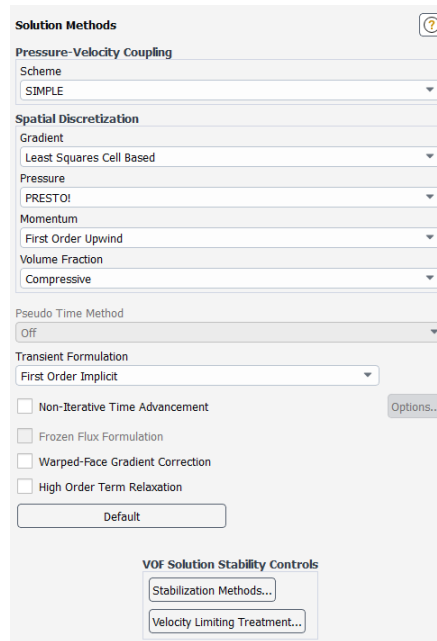 Solution Methods
?
Pressure-Velocity Coupling
Scheme
SIMPLE
Spatial Discretization
Gradient
Least Squares Cell Based
Pressure
PRESTO!
Momentum
First Order Upwind
Volume Fraction
Compressive
Pseudo Time Method
Off
Transient Formulation
First Order Implicit
Non-Iterative Time Advancement
Options..
Frozen Flux Formulation
Warped-Face Gradient Correction
High Order Term Relaxation
Default
VOF Solution Stability Controls
Stabilization Methods...
Velocity Limiting Treatment...